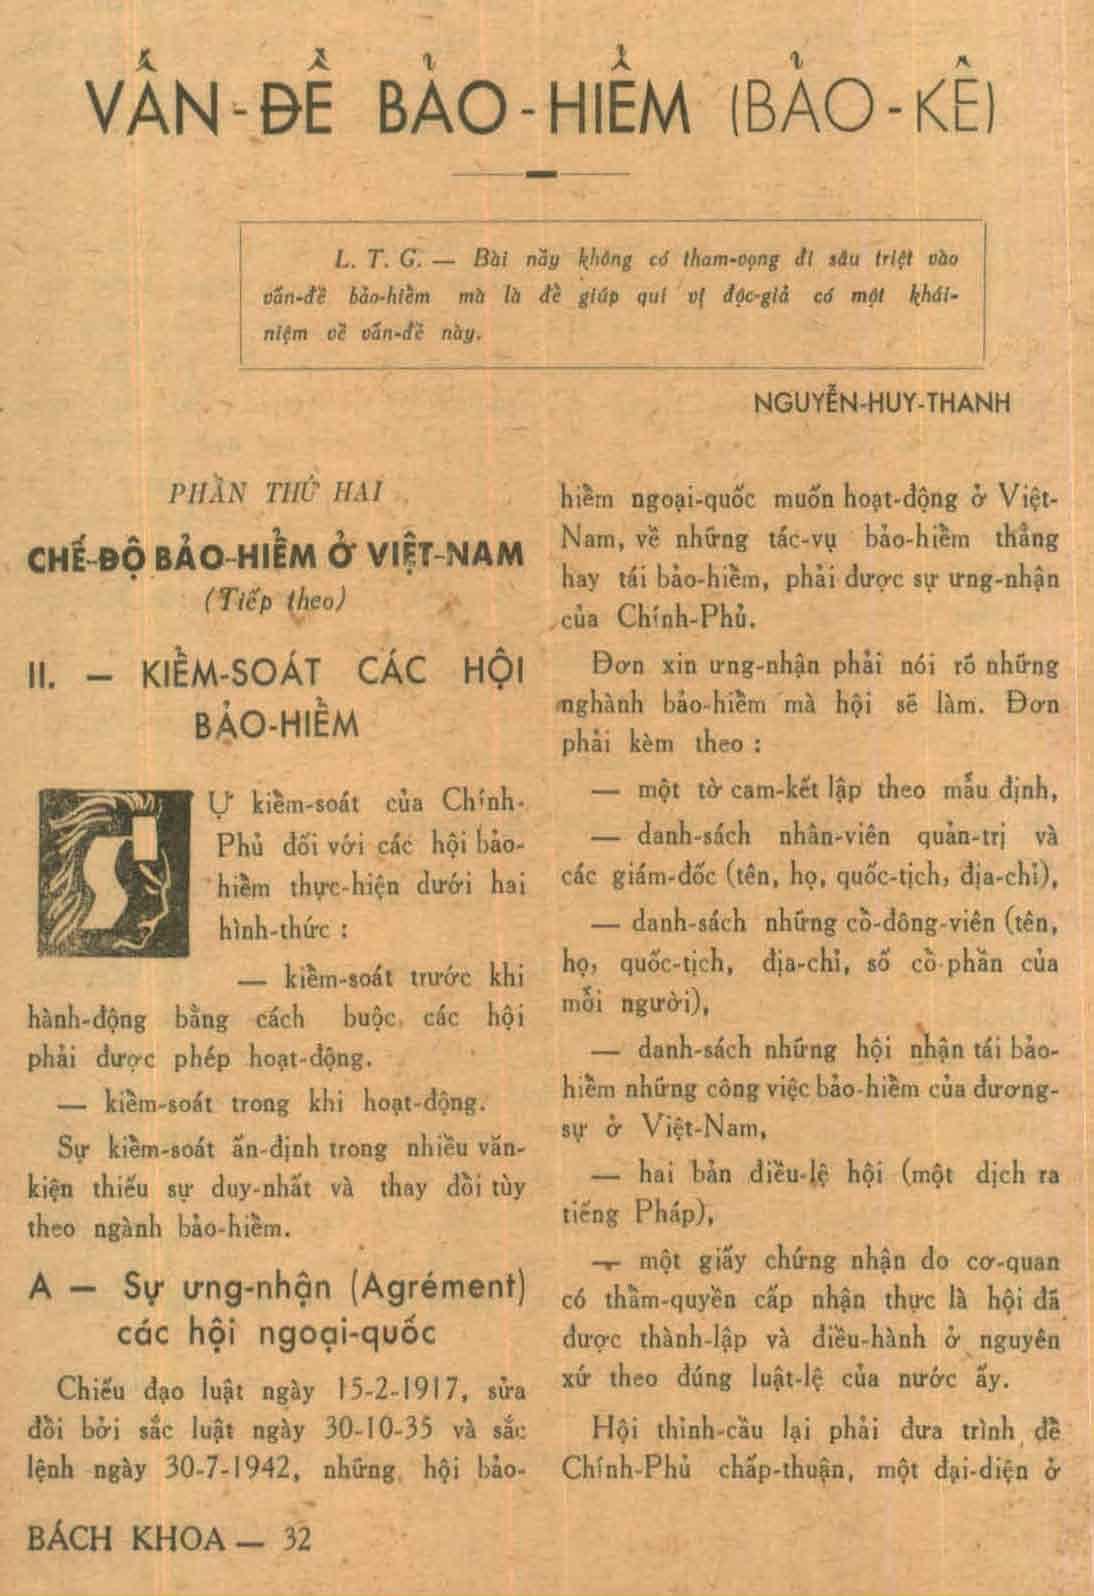 VẤN-ĐỀ BẢO-HIỂM (BẢO-KÊ)
L. T. G. — Bài nầy không có tham-vọng đi sâu triệt vào
vấn-đề bảo-hiểm mà là để giúp quí vị độc-giả có một khái-
niệm về vấn-đề này.
NGUYỄN-HUY-THANH
PHẦN THỨ HAI
CHẾ-ĐỘ BẢO-HIỂM Ở VIỆT-NAM
(Tiếp theo)
II. — KIỂM-SOÁT CÁC HỘI
BẢO-HIỂM
SỰ kiểm-soát của Chính-
Phủ đối với các hội bảo-
hiểm thực-hiện dưới hai
hình-thức :
— kiểm-soát trước khi
hành-động bằng cách buộc các hội
phải được phép hoạt-động.
— kiểm-soát trong khi hoạt-động.
Sự kiểm-soát ấn-định trong nhiều văn-
kiện thiếu sự duy-nhất và thay đổi tùy
theo ngành bảo-hiểm.
A — Sự ưng-nhận (Agrément)
các hội ngoại-quốc
Chiếu đạo luật ngày 15-2-1917, sửa
đổi bởi sắc luật ngày 30-10-35 và sắc
lệnh ngày 30-7-1942, những hội bảo-
hiểm ngoại-quốc muốn hoạt-động ở Việt-
Nam, về những tác-vụ bảo-hiểm thẳng
hay tái bảo-hiểm, phải được sự ưng-nhận
của Chính-Phủ.
Đơn xin ưng-nhận phải nói rõ những
nghành bảo-hiểm mà hội sẽ làm. Đơn
phải kèm theo :
— một tờ cam-kết lập theo mẫu định,
— danh-sách nhân-viên quản-trị và
các giám-đốc (tên, họ, quốc-tịch, địa-chỉ),
— danh-sách những cổ-đông-viên (tên,
họ, quốc-tịch, địa-chỉ, số cổ-phần của
mỗi người),
— danh-sách những hội nhận tái bảo-
hiểm những công việc bảo-hiểm của đương-
sự ở Việt-Nam,
— hai bản điều-lệ hội (một dịch ra
tiếng Pháp),
— một giấy chứng nhận do cơ-quan
có thẩm-quyền cấp nhận thực là hội đã
được thành-lập và điều-hành ở nguyên
xứ theo đúng luật-lệ của nước ấy.
Hội thỉnh-cầu lại phải đưa trình để
Chính-Phủ chấp-thuận, một đại-diện ở
BÁCH KHOA — 32